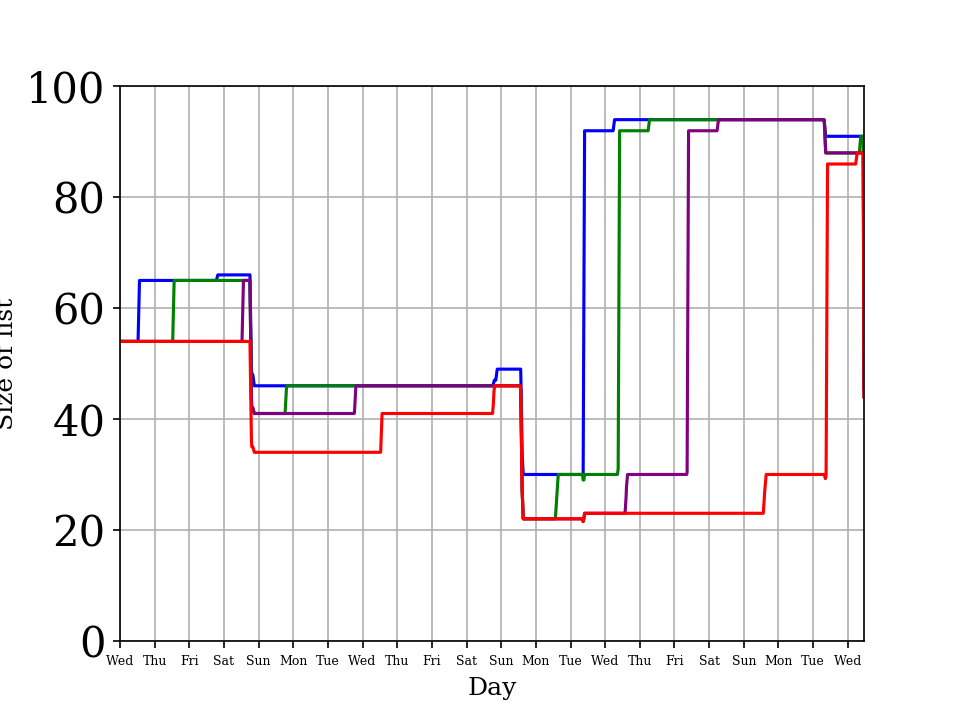 100
80
60
40
20
0
Size of list
Wed Thu Fri Sat Sun Mon Tue Wed Thu Fri Sat Sun Mon Tue Wed Thu Fri Sat Sun Mon Tue Wed
Day